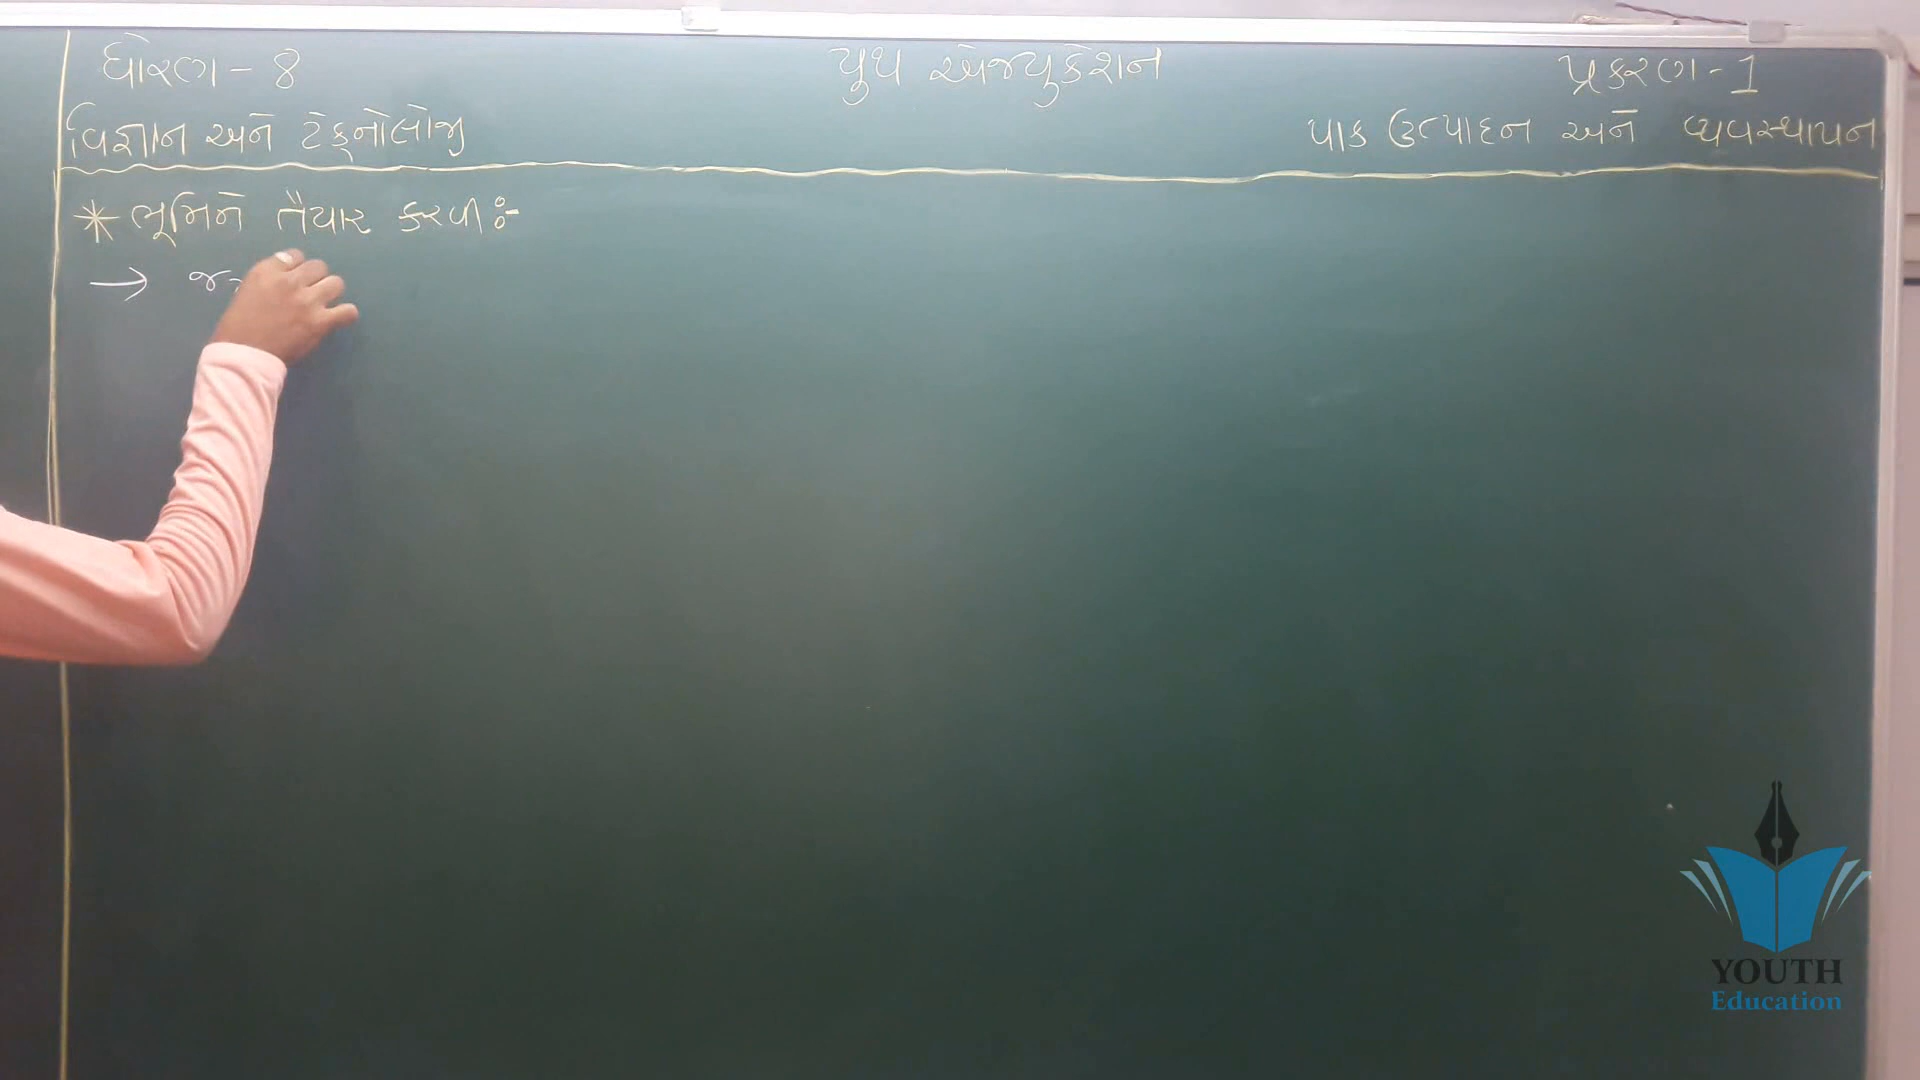 ધોરણ - 8
યુથ એજ્યુકેશન
પ્રકરણ - 1
વિજ્ઞાન અને ટેક્નોલોજી
પાક ઉત્પાદન અને વ્યવસ્થાપન
* ભૂમિને તૈયાર કરવી :-
→ જ
YOUTH
Education